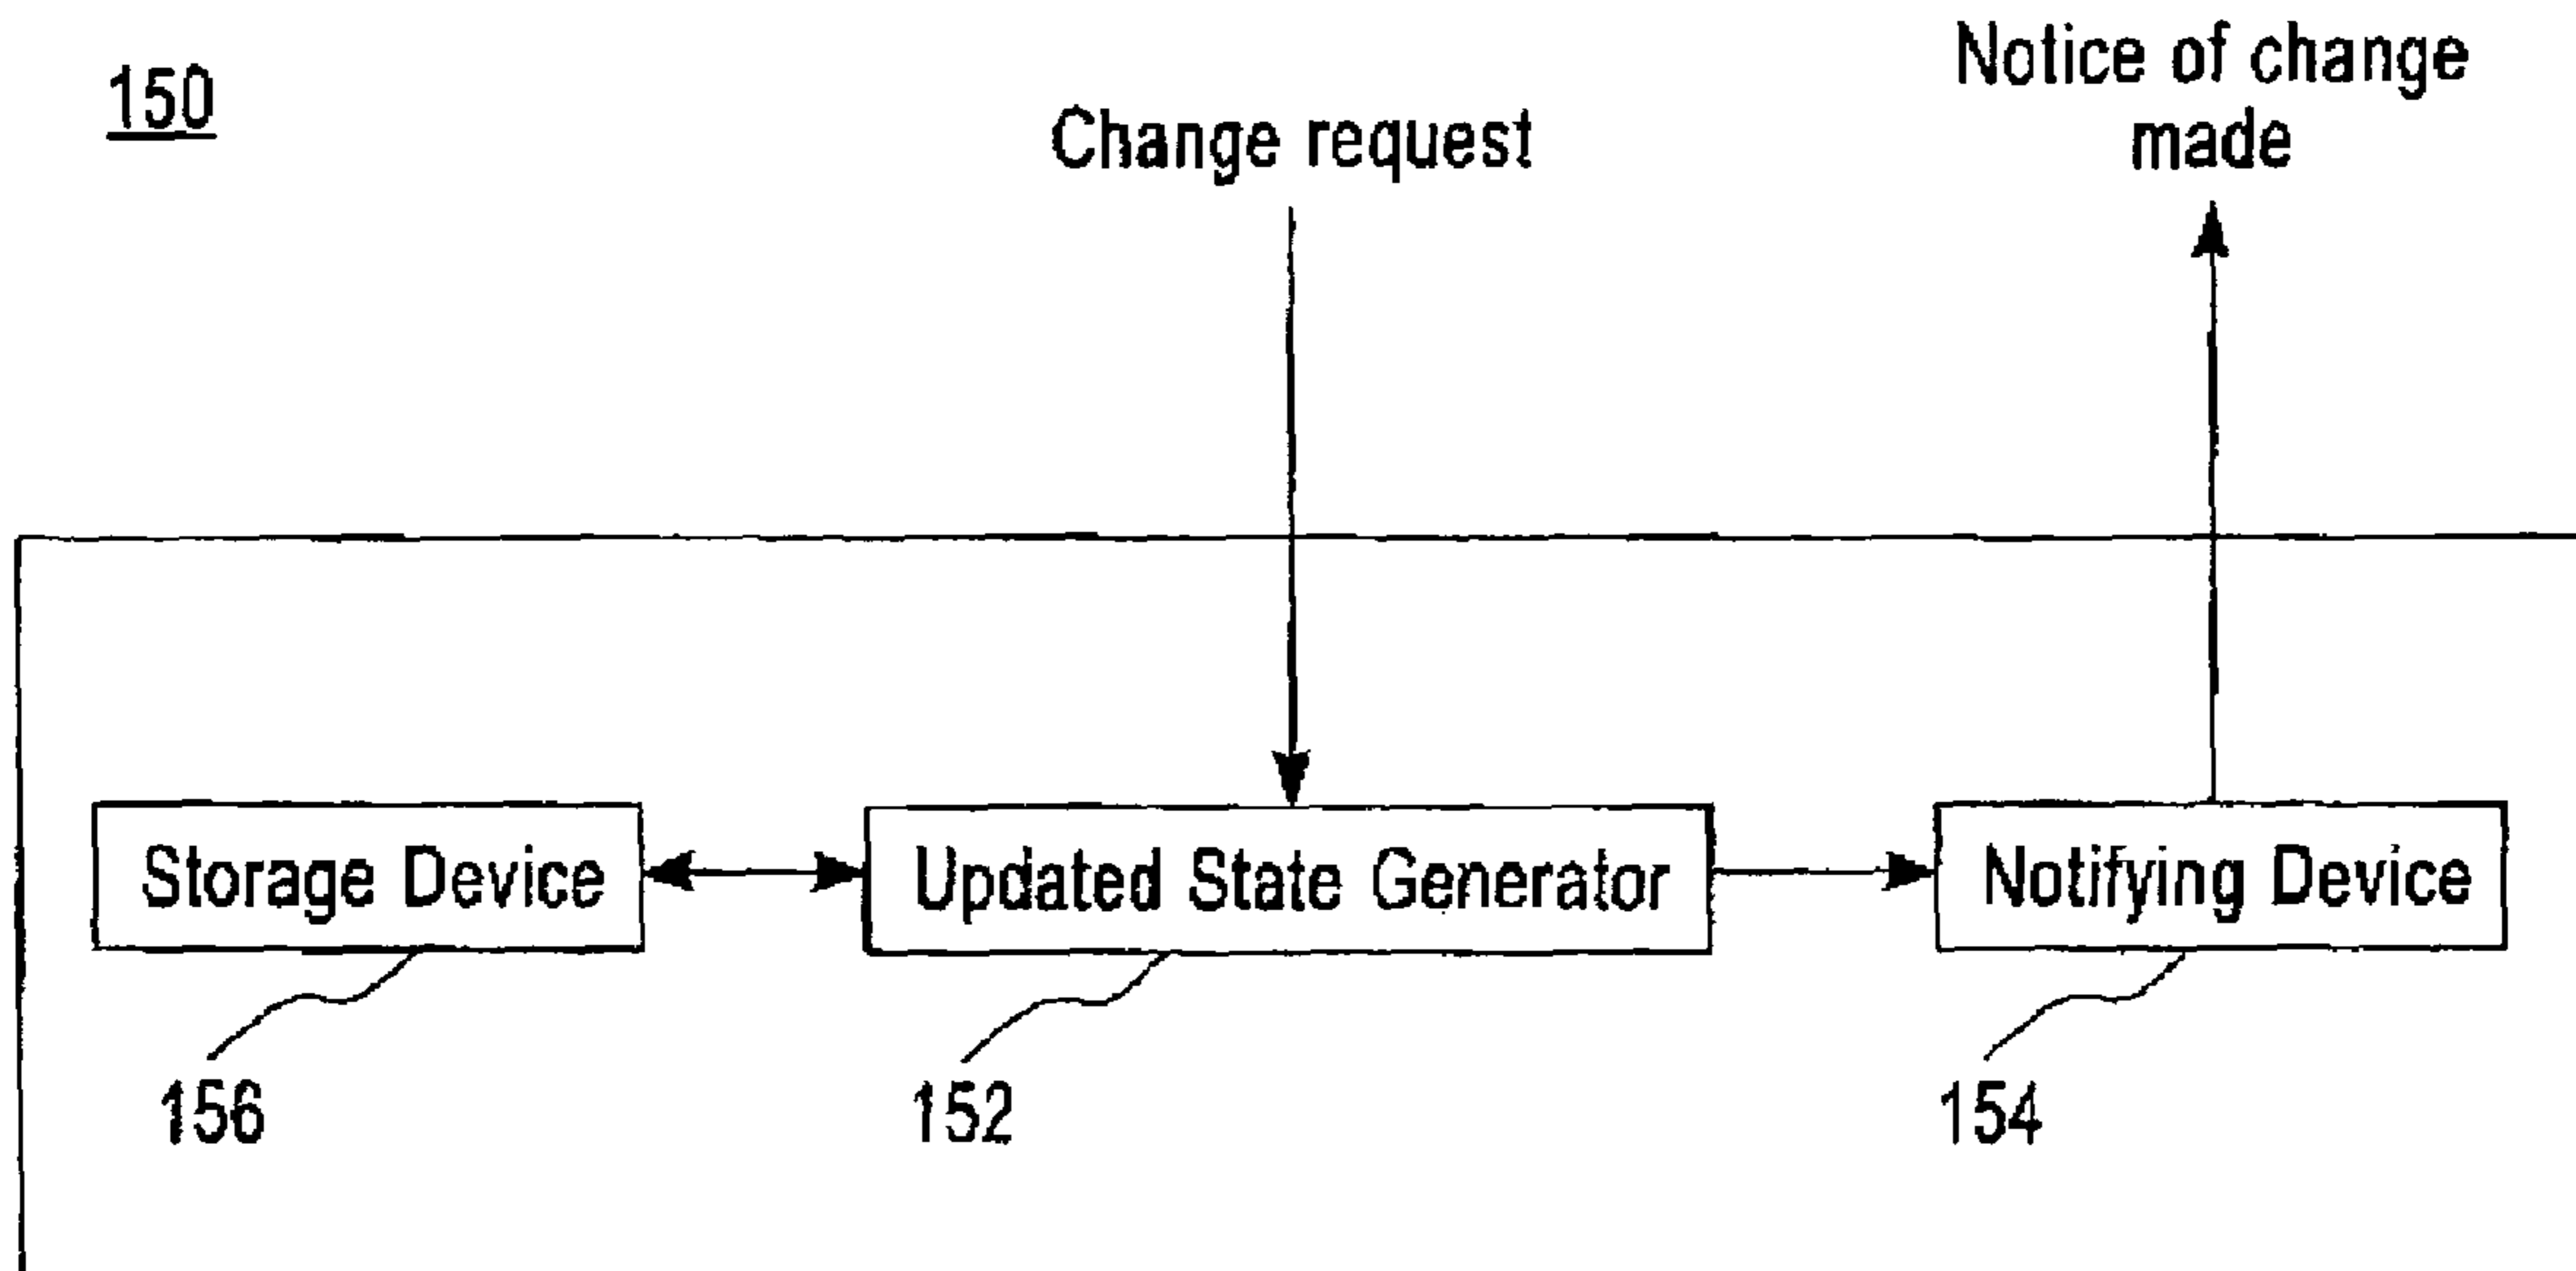 150
Change request
Notice of change
made
Storage Device
Updated State Generator
Notifying Device
156
152
154